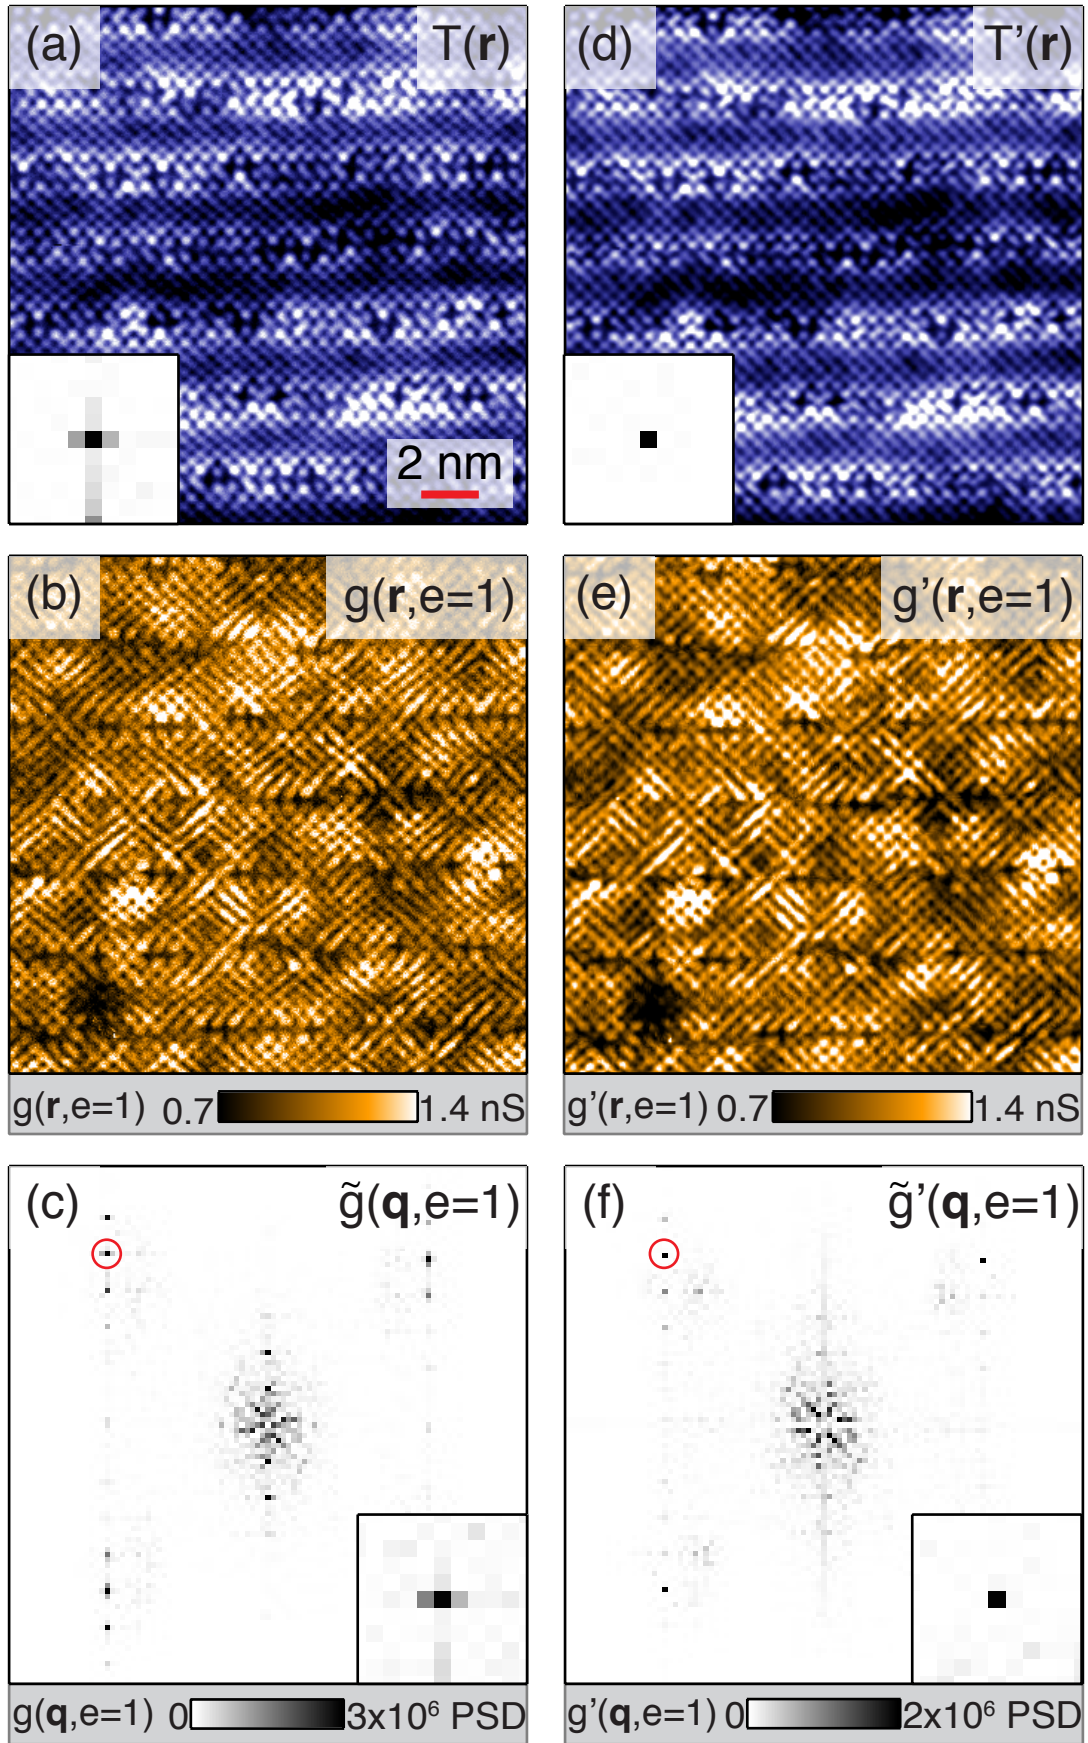 (a) T(r)
2 nm
(d) T’(r)
(b) g(r,e=1)
g(r,e=1) 0.7 1.4 nS
(e) g’(r,e=1)
g’(r,e=1) 0.7 1.4 nS
(c) g̃(q,e=1)
g(q,e=1) 0 3x10⁶ PSD
(f) g̃’(q,e=1)
g’(q,e=1) 0 2x10⁶ PSD